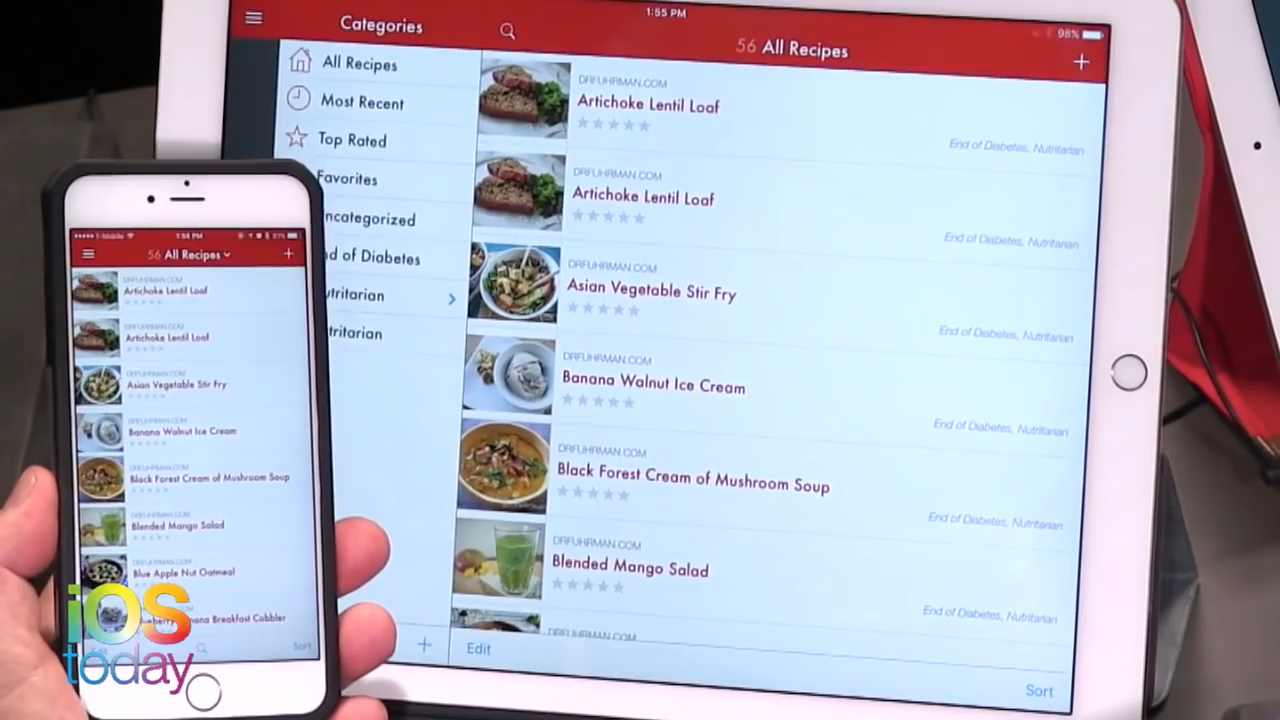 1:55 PM
98%
Categories
56 All Recipes
+
All Recipes
Most Recent
Top Rated
Favorites
ncategorized
d of Diabetes
utritarian
tritarian
DRFUHRMAN.COM
Artichoke Lentil Loaf
End of Diabetes, Nutritarian
DRFUHRMAN.COM
Artichoke Lentil Loaf
End of Diabetes, Nutritarian
DRFUHRMAN.COM
Asian Vegetable Stir Fry
End of Diabetes, Nutritarian
DRFUHRMAN.COM
Banana Walnut Ice Cream
End of Diabetes, Nutritarian
DRFUHRMAN.COM
Black Forest Cream of Mushroom Soup
End of Diabetes, Nutritarian
DRFUHRMAN.COM
Blended Mango Salad
End of Diabetes, Nutritarian
DRFUHRMAN.COM
+
Edit
Sort
T-Mobile
56 All Recipes
+
DRFUHRMAN.COM
Artichoke Lentil Loaf
DRFUHRMAN.COM
Artichoke Lentil Loaf
DRFUHRMAN.COM
Asian Vegetable Stir Fry
DRFUHRMAN.COM
Banana Walnut Ice Cream
DRFUHRMAN.COM
Black Forest Cream of Mushroom Soup
DRFUHRMAN.COM
Blended Mango Salad
DRFUHRMAN.COM
Blue Apple Nut Oatmeal
Breakfast Cobbler
Sort
iOS
today